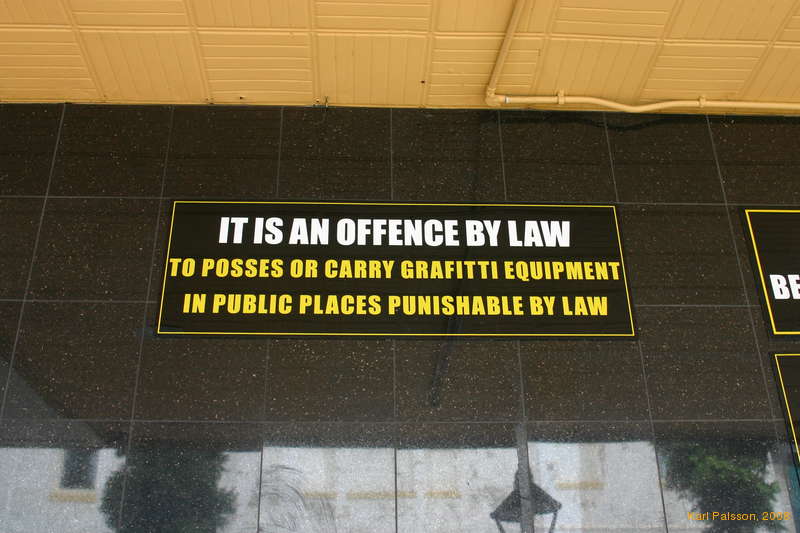 IT IS AN OFFENCE BY LAW
TO POSSES OR CARRY GRAFITTI EQUIPMENT
IN PUBLIC PLACES PUNISHABLE BY LAW
BE
Karl Palsson, 2008